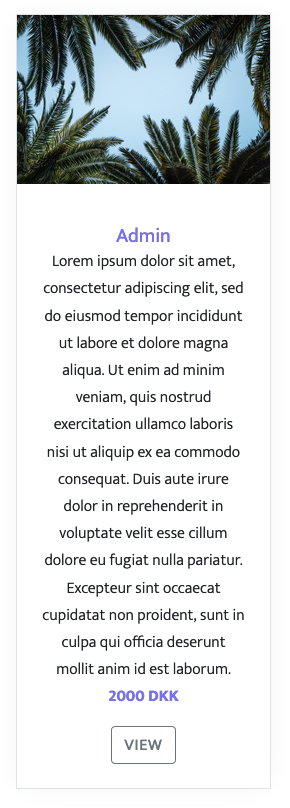 Admin
Lorem ipsum dolor sit amet,
consectetur adipiscing elit, sed
do eiusmod tempor incididunt
ut labore et dolore magna
aliqua. Ut enim ad minim
veniam, quis nostrud
exercitation ullamco laboris
nisi ut aliquip ex ea commodo
consequat. Duis aute irure
dolor in reprehenderit in
voluptate velit esse cillum
dolore eu fugiat nulla pariatur.
Excepteur sint occaecat
cupidatat non proident, sunt in
culpa qui officia deserunt
mollit anim id est laborum.
2000 DKK
VIEW